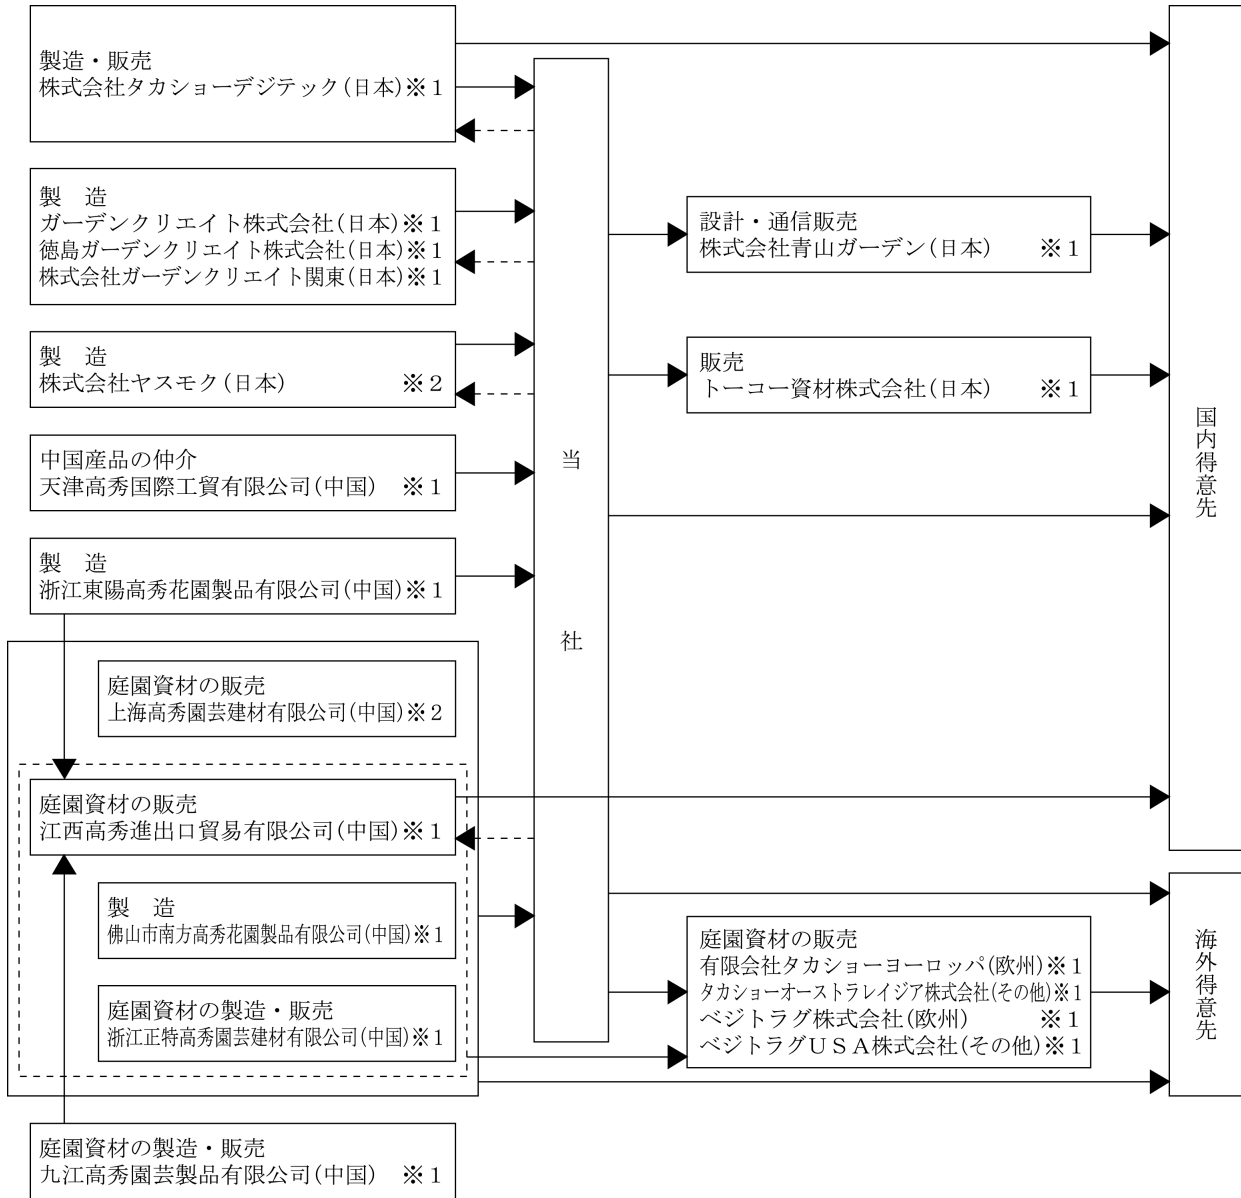 製造・販売
株式会社タカショーデジテック(日本)※1
製　造
ガーデンクリエイト株式会社(日本)※1
徳島ガーデンクリエイト株式会社(日本)※1
株式会社ガーデンクリエイト関東(日本)※1
製　造
株式会社ヤスモク(日本)　※2
中国産品の仲介
天津高秀国際工貿有限公司(中国)　※1
製　造
浙江東陽高秀花園製品有限公司(中国)※1
庭園資材の販売
上海高秀園芸建材有限公司(中国)※2
庭園資材の販売
江西高秀進出口貿易有限公司(中国)※1
製　造
佛山市南方高秀花園製品有限公司(中国)※1
庭園資材の製造・販売
浙江正特高秀園芸建材有限公司(中国)※1
庭園資材の製造・販売
九江高秀園芸製品有限公司(中国)　※1
当社
設計・通信販売
株式会社青山ガーデン(日本)　※1
販売
トーコー資材株式会社(日本)　※1
庭園資材の販売
有限会社タカショーヨーロッパ(欧州)※1
タカショーオーストラレイジア株式会社(その他)※1
ベジトラグ株式会社(欧州)　※1
ベジトラグUSA株式会社(その他)※1
国内得意先
海外得意先